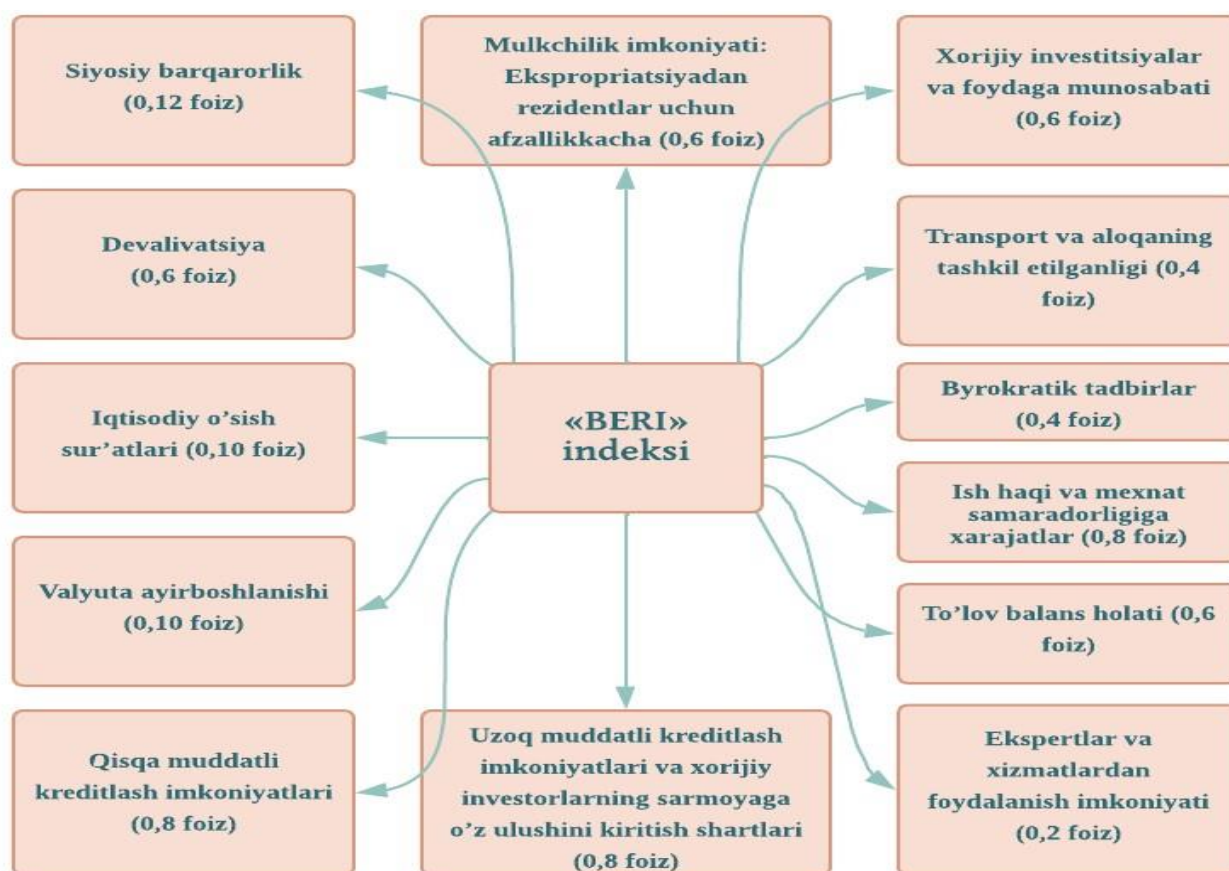 Siyosiy barqarorlik
(0,12 foiz)
Mulkchilik imkoniyati:
Ekspropriatsiyadan
rezidentlar uchun
afzallikkacha (0,6 foiz)
Xorijiy investitsiyalar
va foydaga munosabati
(0,6 foiz)
Devalivatsiya
(0,6 foiz)
Transport va aloqaning
tashkil etilganligi (0,4
foiz)
Iqtisodiy o’sish
sur’atlari (0,10 foiz)
«BERI»
indeksi
Byrokratik tadbirlar
(0,4 foiz)
Ish haqi va mexnat
samaradorligiga
xarajatlar (0,8 foiz)
Valyuta ayirboshlanishi
(0,10 foiz)
To’lov balans holati (0,6
foiz)
Qisqa muddatli
kreditlash imkoniyatlari
(0,8 foiz)
Uzoq muddatli kreditlash
imkoniyatlari va xorijiy
investorlarning sarmoyaga
o’z ulushini kiritish shartlari
(0,8 foiz)
Ekspertlar va
xizmatlardan
foydalanish imkoniyati
(0,2 foiz)